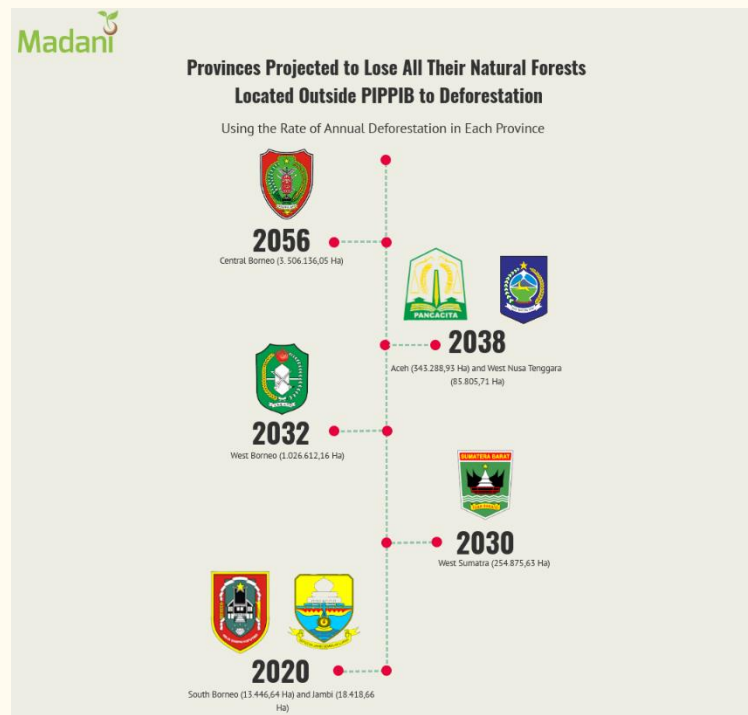 Madani
Provinces Projected to Lose All Their Natural Forests
Located Outside PIPPIB to Deforestation
Using the Rate of Annual Deforestation in Each Province
2056
Central Borneo (3. 506.136,05 Ha)
PANCACITA
2038
Aceh (343.288,93 Ha) and West Nusa Tenggara
(85.805,71 Ha)
2032
West Borneo (1.026.612,16 Ha)
SUMATERA BARAT
2030
West Sumatra (254.875,63 Ha)
2020
South Borneo (13.446,64 Ha) and Jambi (18.418,66
Ha)